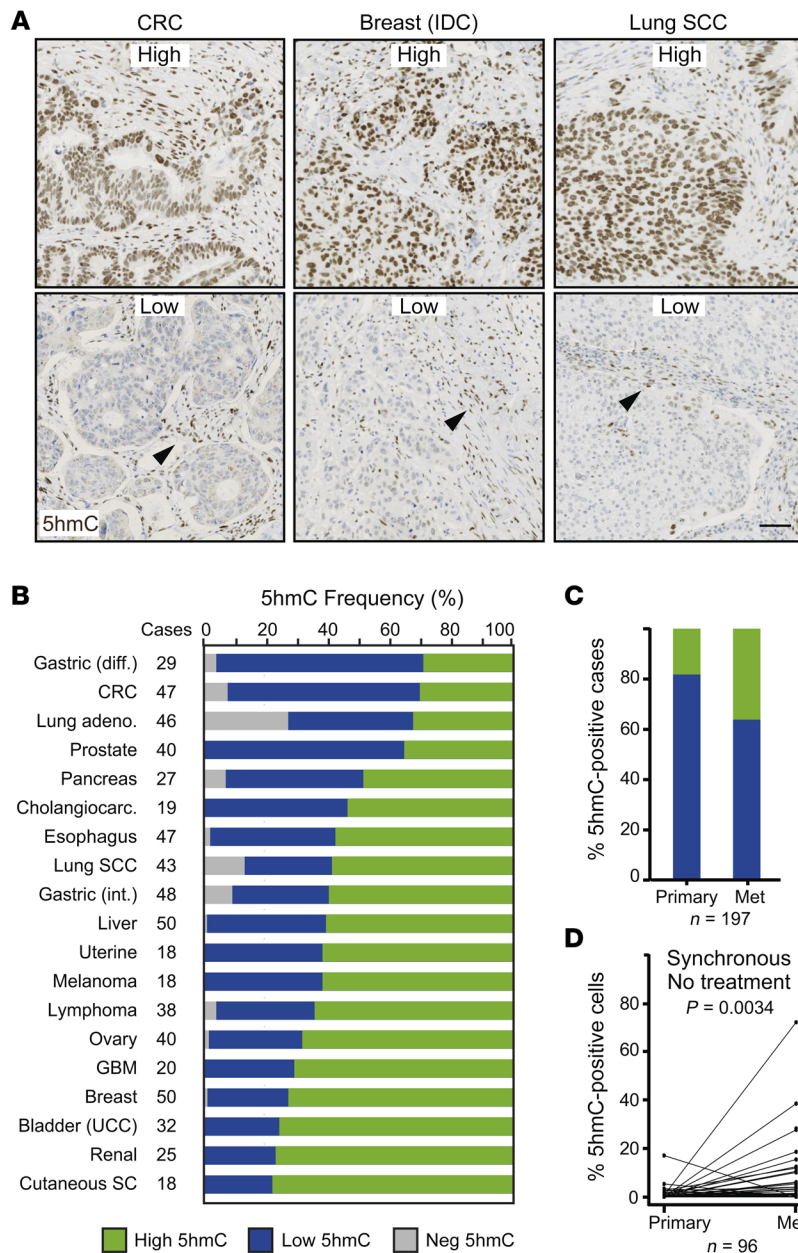 A
CRC Breast (IDC) Lung SCC
High High High
Low Low Low
5hmC
B
5hmC Frequency (%)
Cases 0 20 40 60 80 100
Gastric (diff.) 29
CRC 47
Lung adeno. 46
Prostate 40
Pancreas 27
Cholangiocarc. 19
Esophagus 47
Lung SCC 43
Gastric (int.) 48
Liver 50
Uterine 18
Melanoma 18
Lymphoma 38
Ovary 40
GBM 20
Breast 50
Bladder (UCC) 32
Renal 25
Cutaneous SC 18
High 5hmC Low 5hmC Neg 5hmC
C
% 5hmC-positive cases
80
60
40
20
0
Primary Met
n = 197
D
Synchronous
No treatment
P = 0.0034
% 5hmC-positive cells
80
60
40
20
0
Primary Me
n = 96